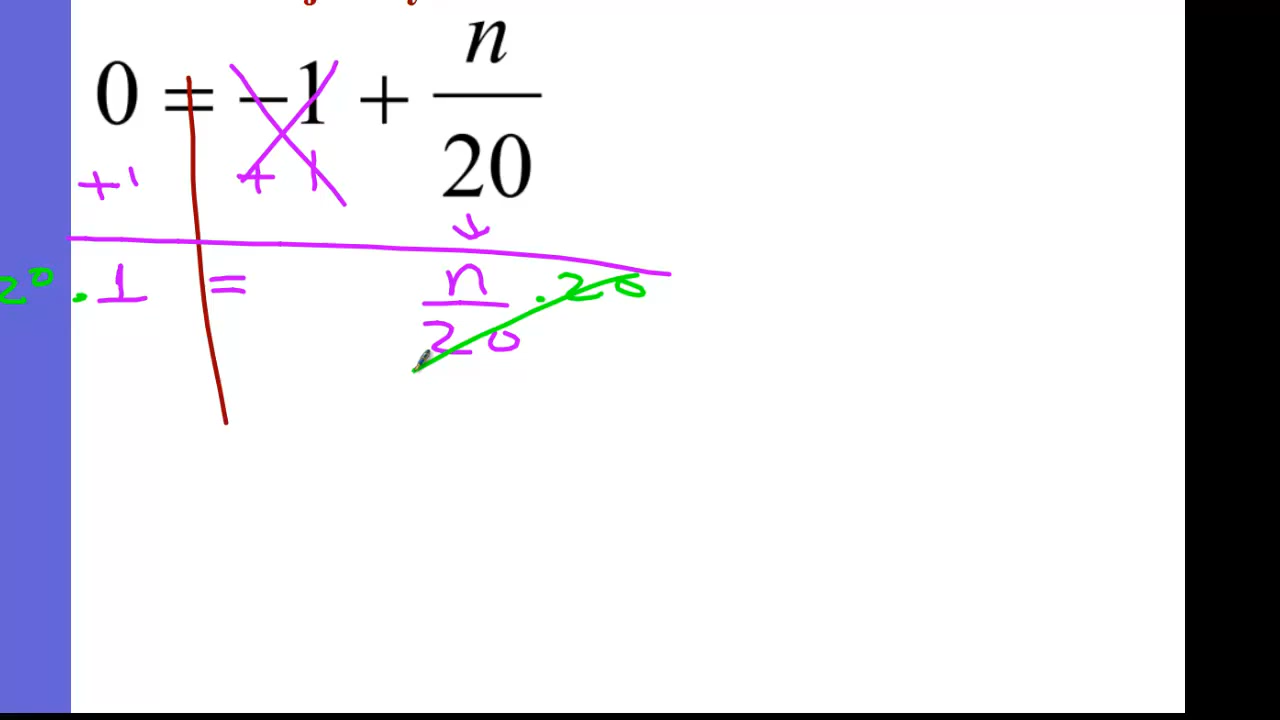 0 = -1 + n/20
+1 +1
20 . 1 = n/20 . 20